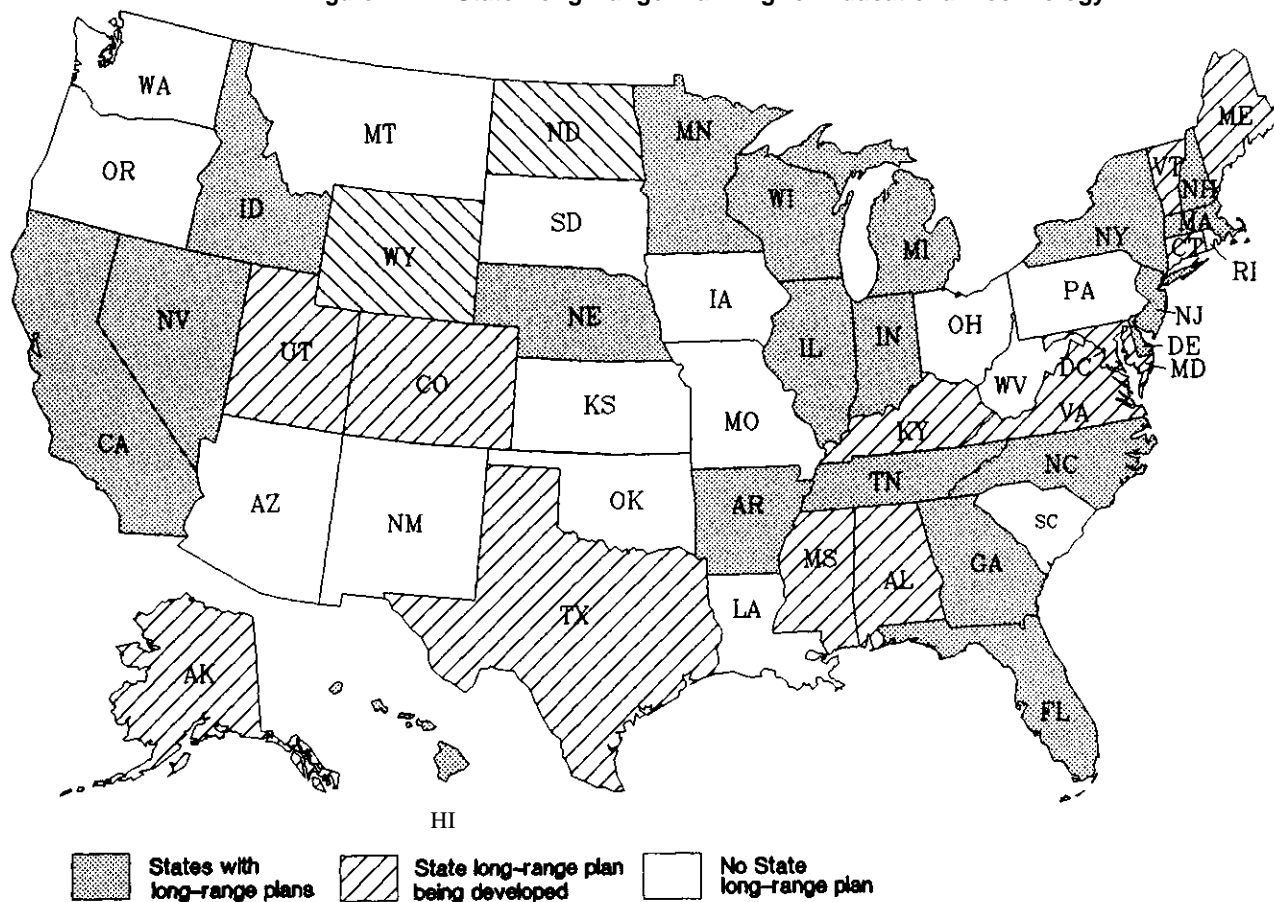 WA
MT
ND
MN
ME
OR
ID
SD
WI
VT
NH
WY
MI
NY
MA
CT
RI
NV
NE
IA
PA
NJ
UT
CO
IL
IN
OH
DE
DC
MD
WV
KS
MO
VA
CA
KY
NC
AZ
NM
OK
AR
TN
SC
MS
AL
GA
TX
LA
AK
FL
HI
States with
long-range plans
State long-range plan
being developed
No State
long-range plan